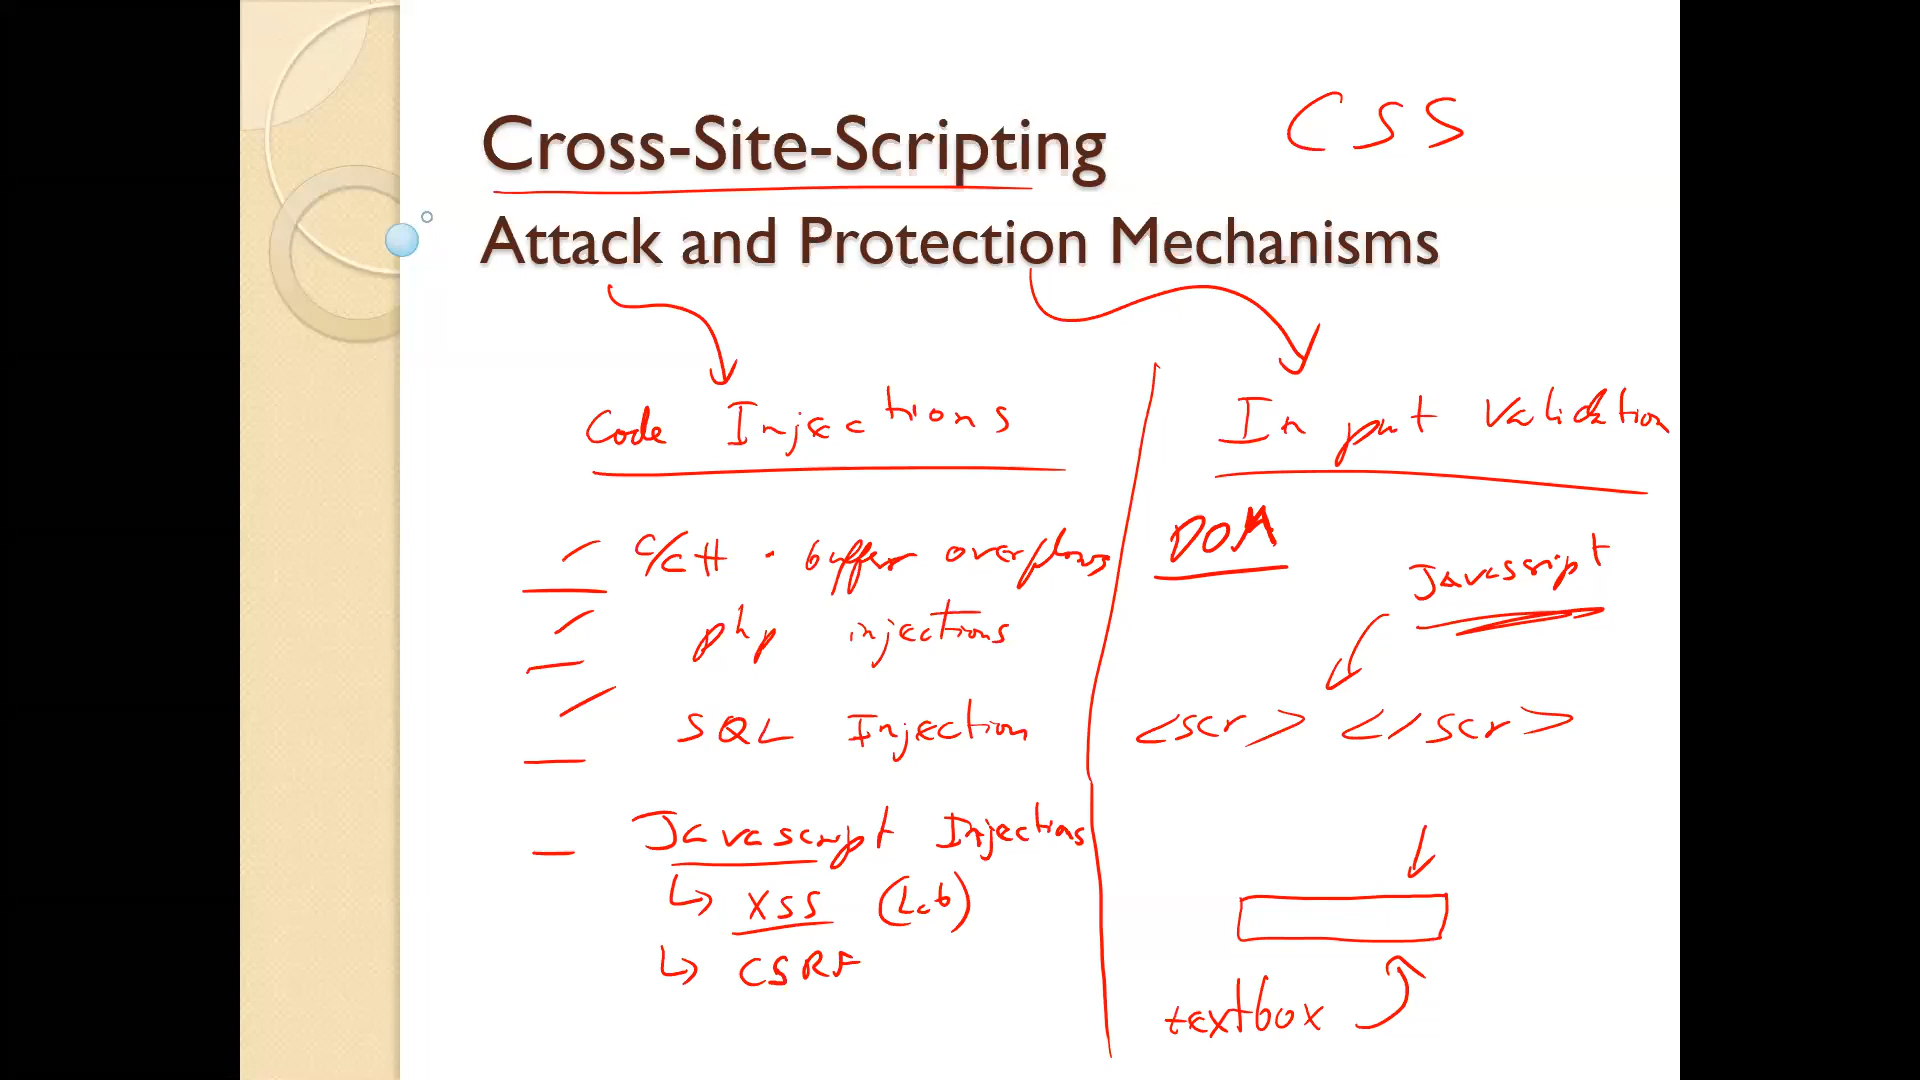 Cross-Site-Scripting
CSS
Attack and Protection Mechanisms
Code Injections
C/C++ · buffer overflows
php injections
SQL Injection
Javascript Injections
XSS (Lab)
CSRF
Input Validation
DOM
Javascript
<scr> </scr>
textbox